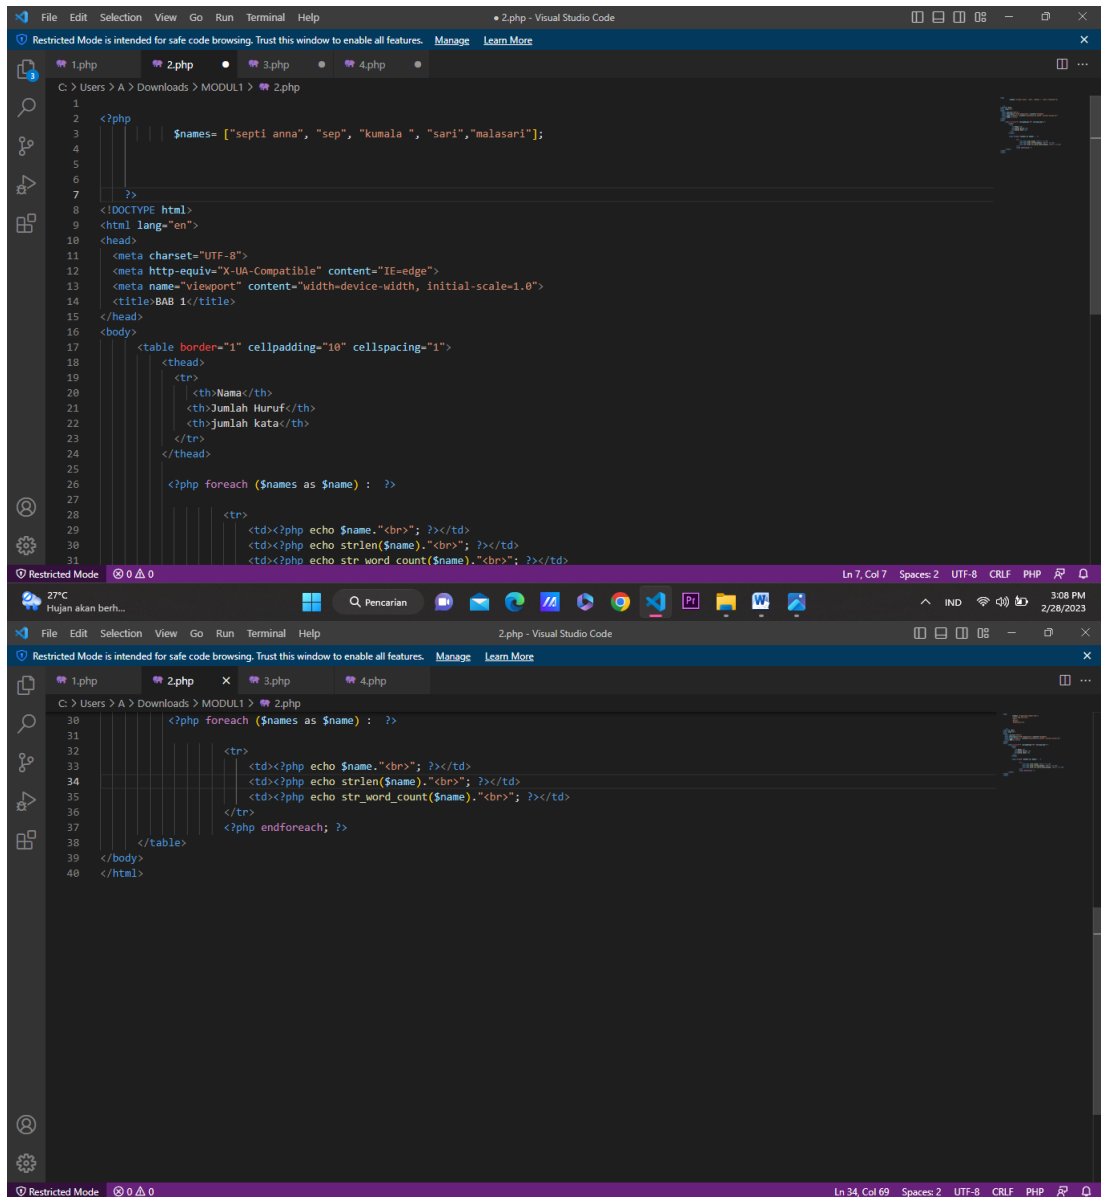 File Edit Selection View Go Run Terminal Help ● 2.php - Visual Studio Code
Restricted Mode is intended for safe code browsing. Trust this window to enable all features. Manage Learn More
1.php 2.php ● 3.php ● 4.php ●
C: > Users > A > Downloads > MODUL1 > 2.php
1
2 <?php
3 $names= ["septi anna", "sep", "kumala ", "sari","malasari"];
4
5
6
7 ?>
8 <!DOCTYPE html>
9 <html lang="en">
10 <head>
11 <meta charset="UTF-8">
12 <meta http-equiv="X-UA-Compatible" content="IE=edge">
13 <meta name="viewport" content="width=device-width, initial-scale=1.0">
14 <title>BAB 1</title>
15 </head>
16 <body>
17 <table border="1" cellpadding="10" cellspacing="1">
18 <thead>
19 <tr>
20 <th>Nama</th>
21 <th>Jumlah Huruf</th>
22 <th>jumlah kata</th>
23 </tr>
24 </thead>
25
26 <?php foreach ($names as $name) : ?>
27
28 <tr>
29 <td><?php echo $name."<br>"; ?></td>
30 <td><?php echo strlen($name)."<br>"; ?></td>
31 <td><?php echo str_word_count($name)."<br>"; ?></td>
Restricted Mode 0 0 Ln 7, Col 7 Spaces: 2 UTF-8 CRLF PHP
3
27°C
Hujan akan berh...
Pencarian
Pr
W
IND
3:08 PM
2/28/2023
File Edit Selection View Go Run Terminal Help 2.php - Visual Studio Code
Restricted Mode is intended for safe code browsing. Trust this window to enable all features. Manage Learn More
1.php 2.php 3.php 4.php
C: > Users > A > Downloads > MODUL1 > 2.php
30 <?php foreach ($names as $name) : ?>
31
32 <tr>
33 <td><?php echo $name."<br>"; ?></td>
34 <td><?php echo strlen($name)."<br>"; ?></td>
35 <td><?php echo str_word_count($name)."<br>"; ?></td>
36 </tr>
37 <?php endforeach; ?>
38 </table>
39 </body>
40 </html>
Restricted Mode 0 0 Ln 34, Col 69 Spaces: 2 UTF-8 CRLF PHP